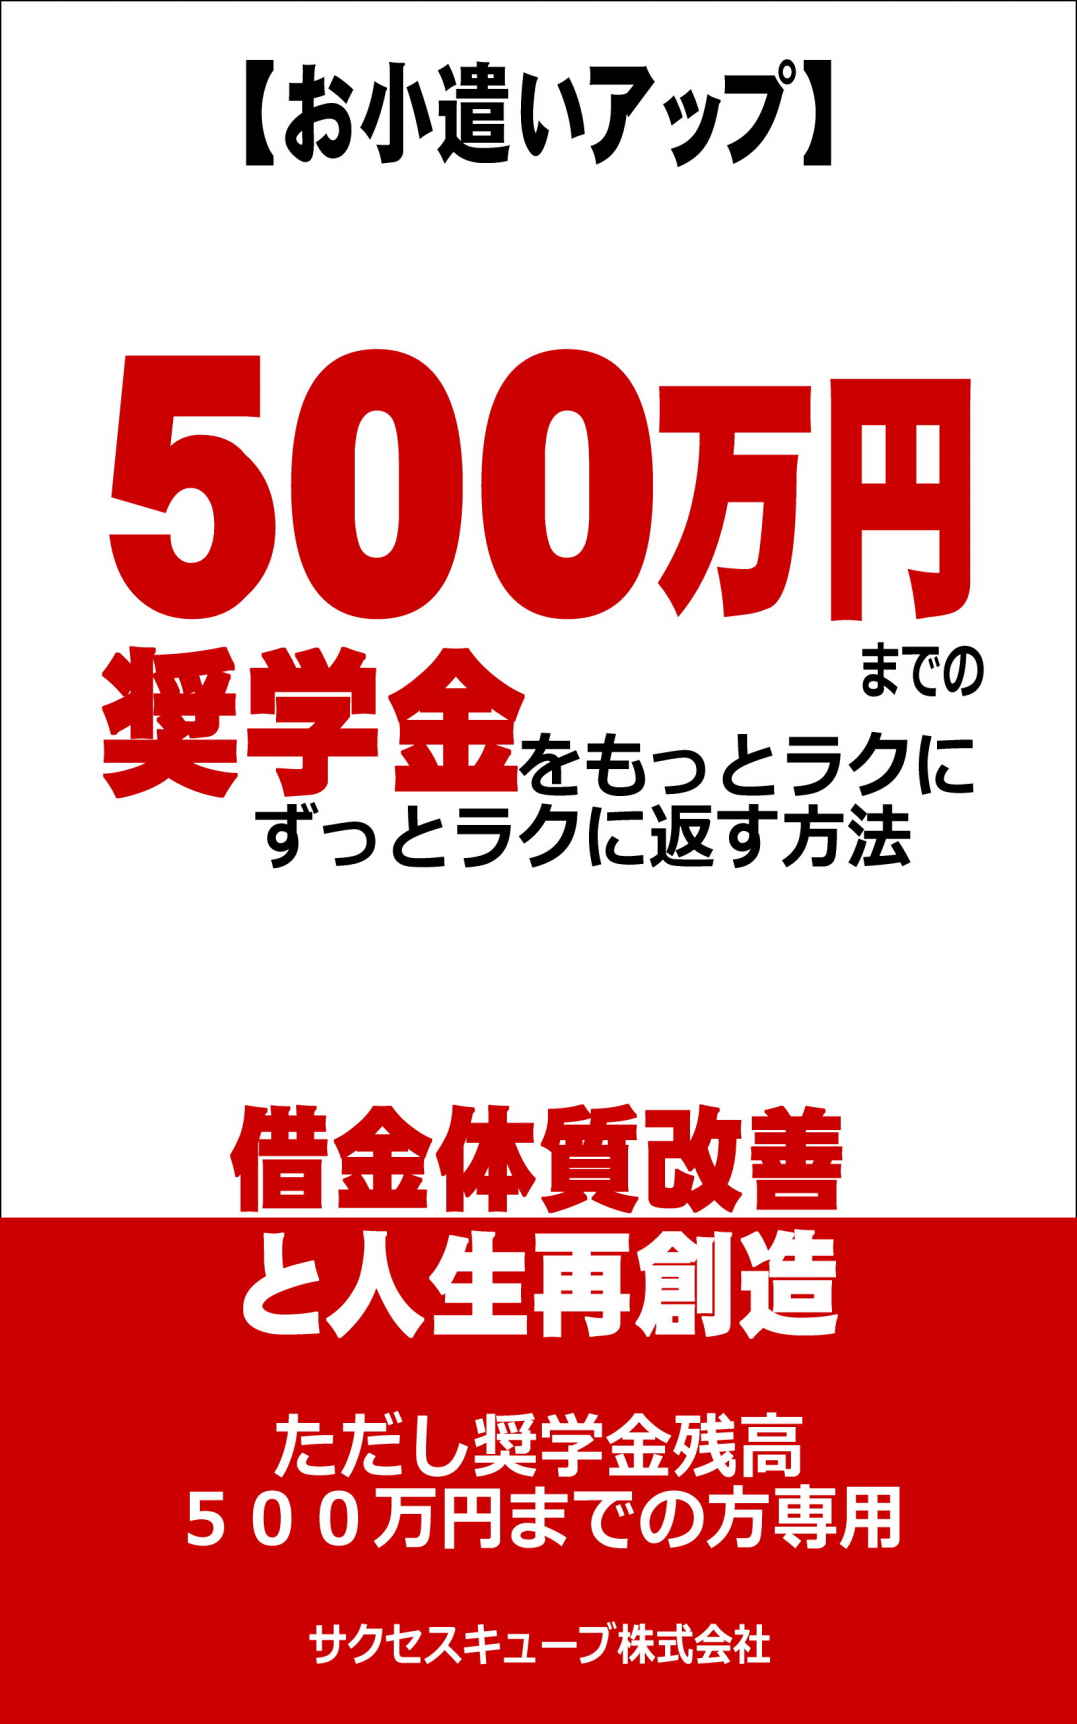 【お小遣いアップ】
500万円
までの
奨学金をもっとラクに
ずっとラクに返す方法
借金体質改善
と人生再創造
ただし奨学金残高
５００万円までの方専用
サクセスキューブ株式会社